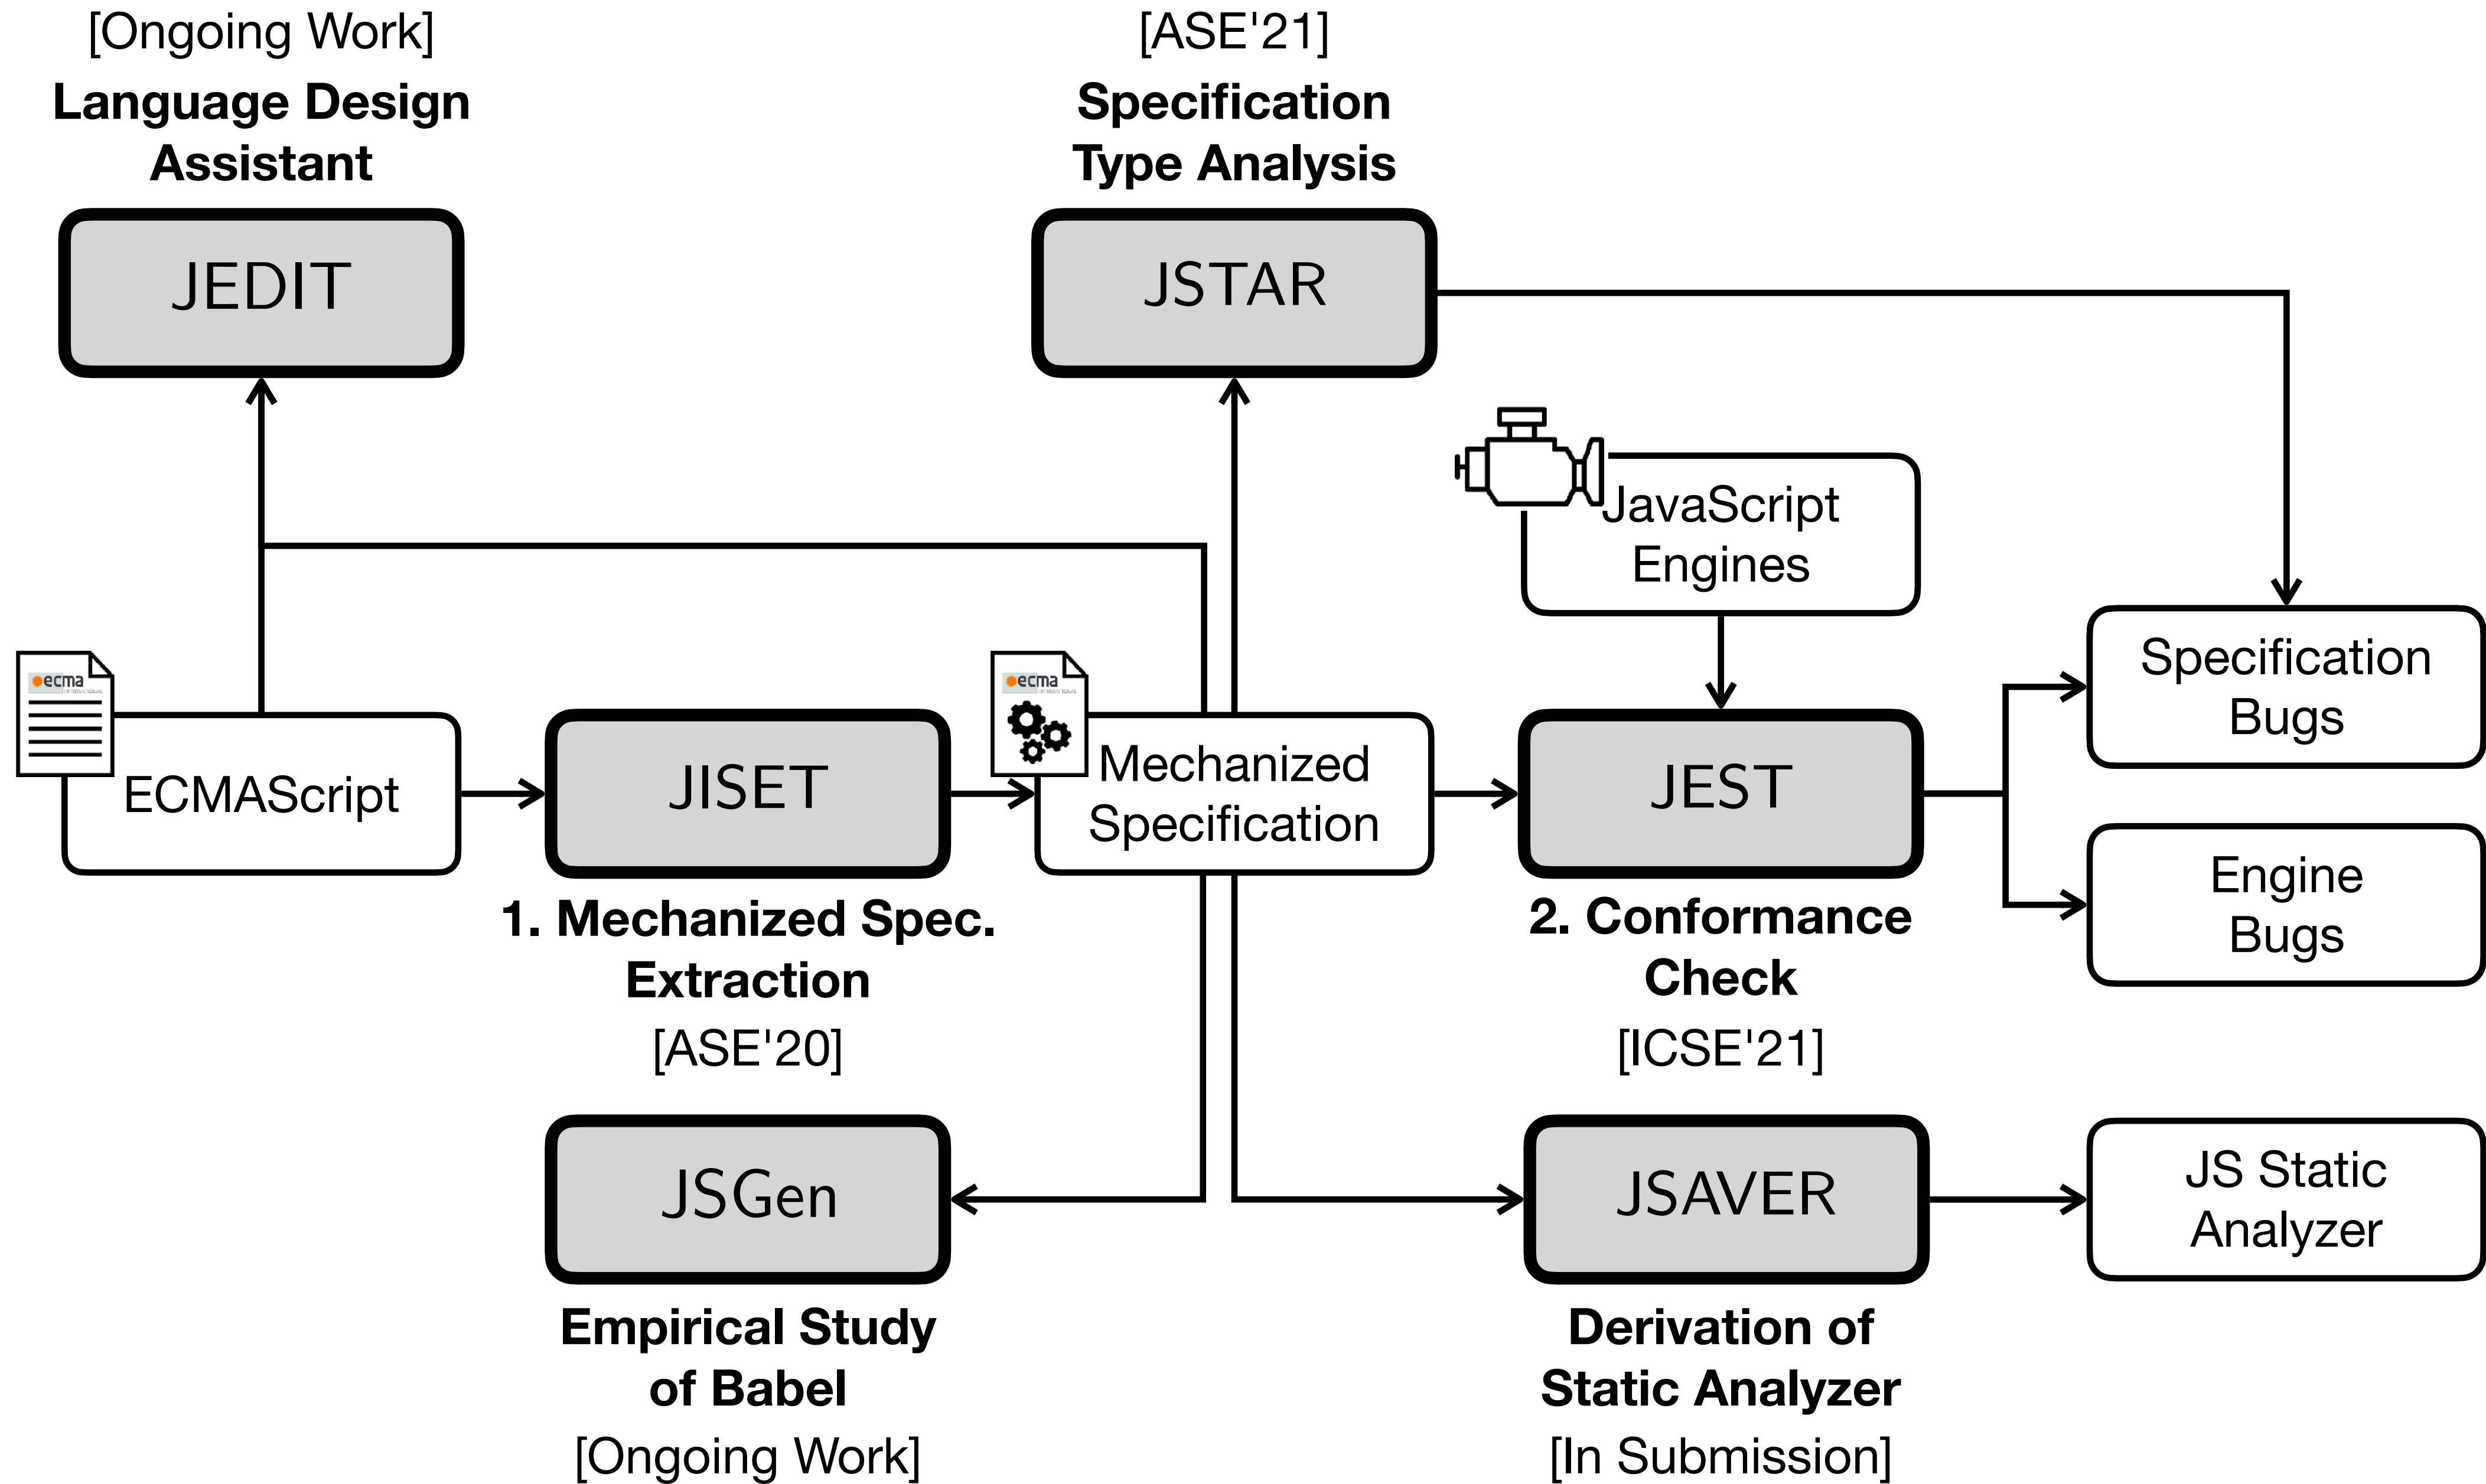 [Ongoing Work]
Language Design
Assistant
JEDIT
[ASE'21]
Specification
Type Analysis
JSTAR
JavaScript
Engines
ecma
ECMAScript
JISET
1. Mechanized Spec.
Extraction
[ASE'20]
ecma
Mechanized
Specification
JEST
2. Conformance
Check
[ICSE'21]
Specification
Bugs
Engine
Bugs
JSGen
Empirical Study
of Babel
[Ongoing Work]
JSAVER
Derivation of
Static Analyzer
[In Submission]
JS Static
Analyzer